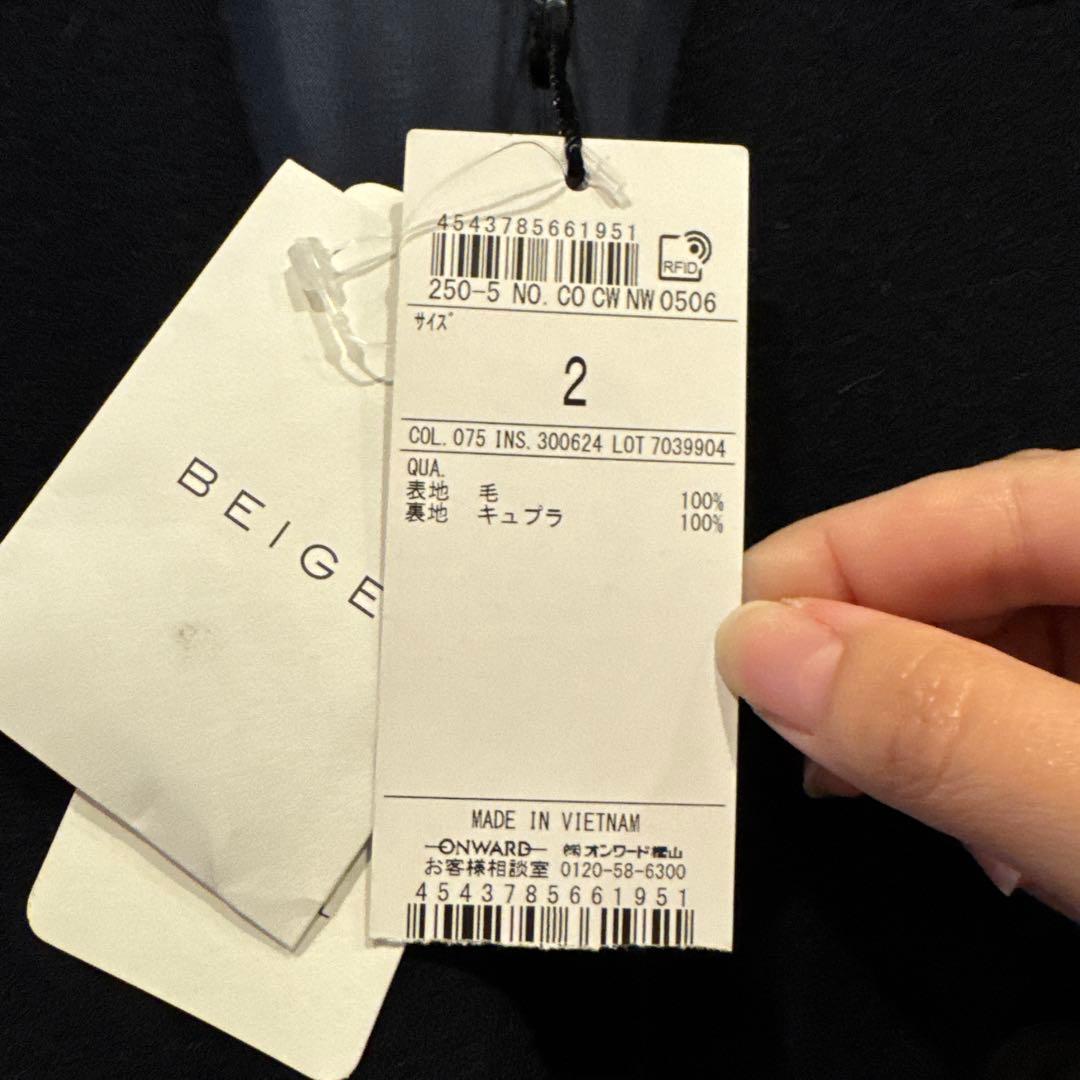 4543785661951
RFID
250-5 NO. CO CW NW 0506
サイズ
2
COL. 075 INS. 300624 LOT 7039904
QUA.
表地 毛 100%
裏地 キュプラ 100%
MADE IN VIETNAM
ONWARD ㈱オンワード樫山
お客様相談室 0120-58-6300
4543785661951
BEIGE